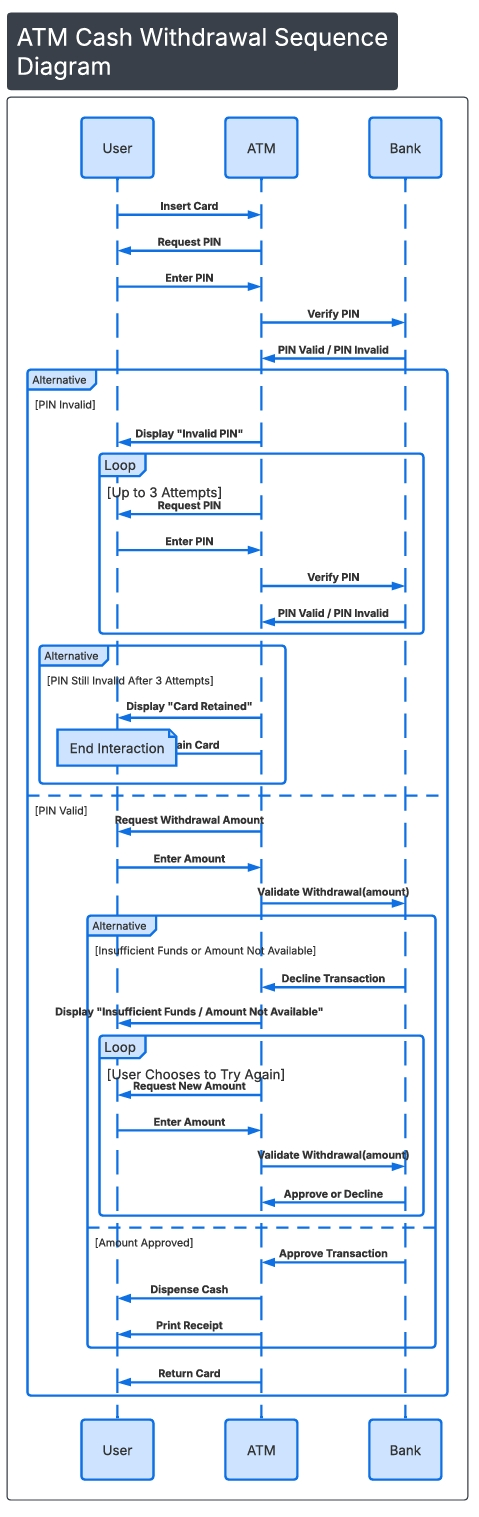 ATM Cash Withdrawal Sequence
Diagram
User
ATM
Bank
Insert Card
Request PIN
Enter PIN
Verify PIN
PIN Valid / PIN Invalid
Alternative
[PIN Invalid]
Display "Invalid PIN"
Loop
[Up to 3 Attempts]
Request PIN
Enter PIN
Verify PIN
PIN Valid / PIN Invalid
Alternative
[PIN Still Invalid After 3 Attempts]
Display "Card Retained"
End Interaction
Card
[PIN Valid]
Request Withdrawal Amount
Enter Amount
Validate Withdrawal(amount)
Alternative
[Insufficient Funds or Amount Not Available]
Decline Transaction
Display "Insufficient Funds / Amount Not Available"
Loop
[User Chooses to Try Again]
Request New Amount
Enter Amount
Validate Withdrawal(amount)
Approve or Decline
[Amount Approved]
Approve Transaction
Dispense Cash
Print Receipt
Return Card
User
ATM
Bank